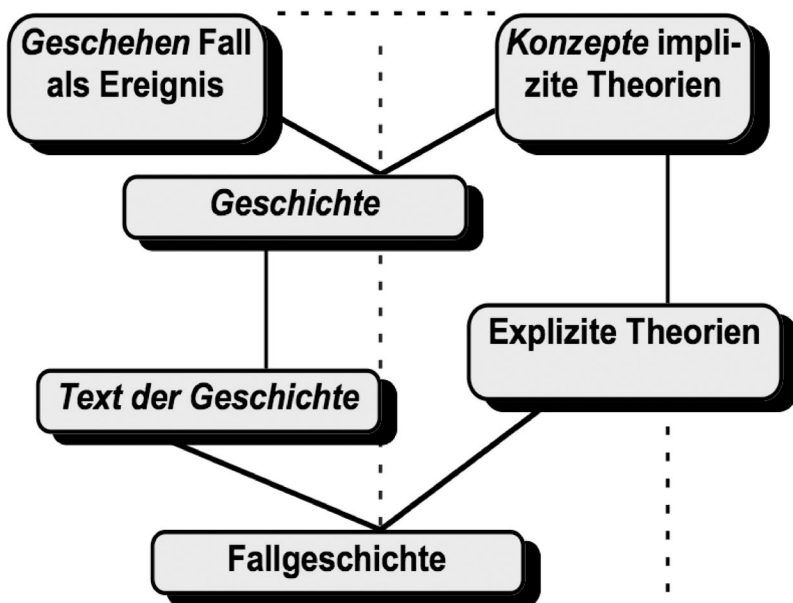 Geschehen Fall
als Ereignis
Konzepte impli-
zite Theorien
Geschichte
Explizite Theorien
Text der Geschichte
Fallgeschichte